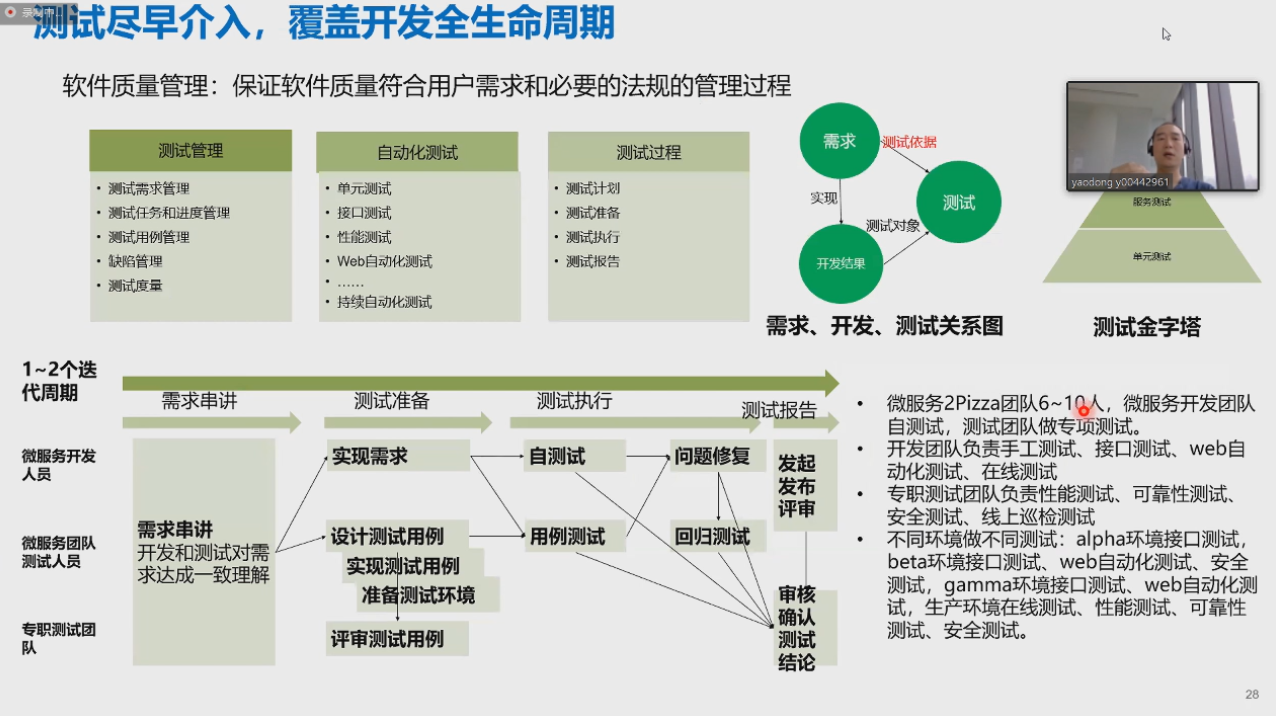 测试尽早介入，覆盖开发全生命周期
软件质量管理：保证软件质量符合用户需求和必要的法规的管理过程
测试管理
• 测试需求管理
• 测试任务和进度管理
• 测试用例管理
• 缺陷管理
• 测试度量
自动化测试
• 单元测试
• 接口测试
• 性能测试
• Web自动化测试
• ......
• 持续自动化测试
测试过程
• 测试计划
• 测试准备
• 测试执行
• 测试报告
需求
测试依据
实现
测试
测试对象
开发结果
需求、开发、测试关系图
yaodong y00442961
服务测试
单元测试
测试金字塔
1~2个迭
代周期
需求串讲
测试准备
测试执行
测试报告
微服务开发
人员
微服务团队
测试人员
专职测试团
队
需求串讲
开发和测试对需
求达成一致理解
实现需求
设计测试用例
实现测试用例
准备测试环境
评审测试用例
自测试
用例测试
问题修复
回归测试
发起
发布
评审
审核
确认
测试
结论
• 微服务2Pizza团队6~10人，微服务开发团队
自测试，测试团队做专项测试。
• 开发团队负责手工测试、接口测试、web自
动化测试、在线测试
• 专职测试团队负责性能测试、可靠性测试、
安全测试、线上巡检测试
• 不同环境做不同测试：alpha环境接口测试，
beta环境接口测试、web自动化测试、安全
测试，gamma环境接口测试、web自动化测
试，生产环境在线测试、性能测试、可靠性
测试、安全测试。
28